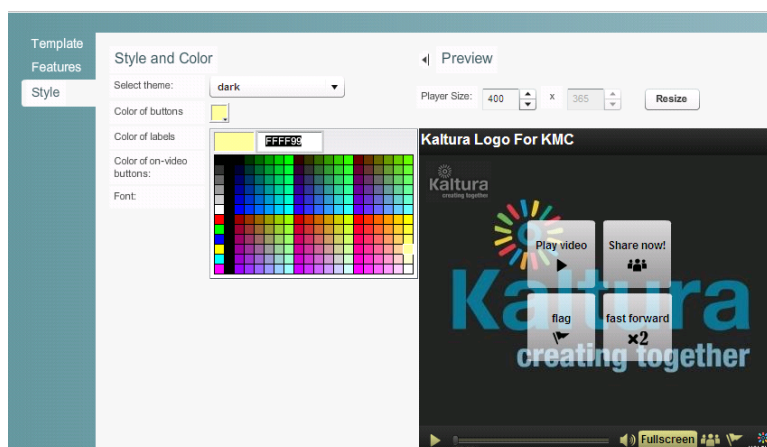 Template
Features
Style
Style and Color
Select theme:
dark
Color of buttons
Color of labels
FFFF99
Color of on-video
buttons:
Font:
Preview
Player Size:
400
x
365
Resize
Kaltura Logo For KMC
Kaltura
creating together
Play video
Share now!
flag
fast forward
x2
Kaltura
creating together
Fullscreen